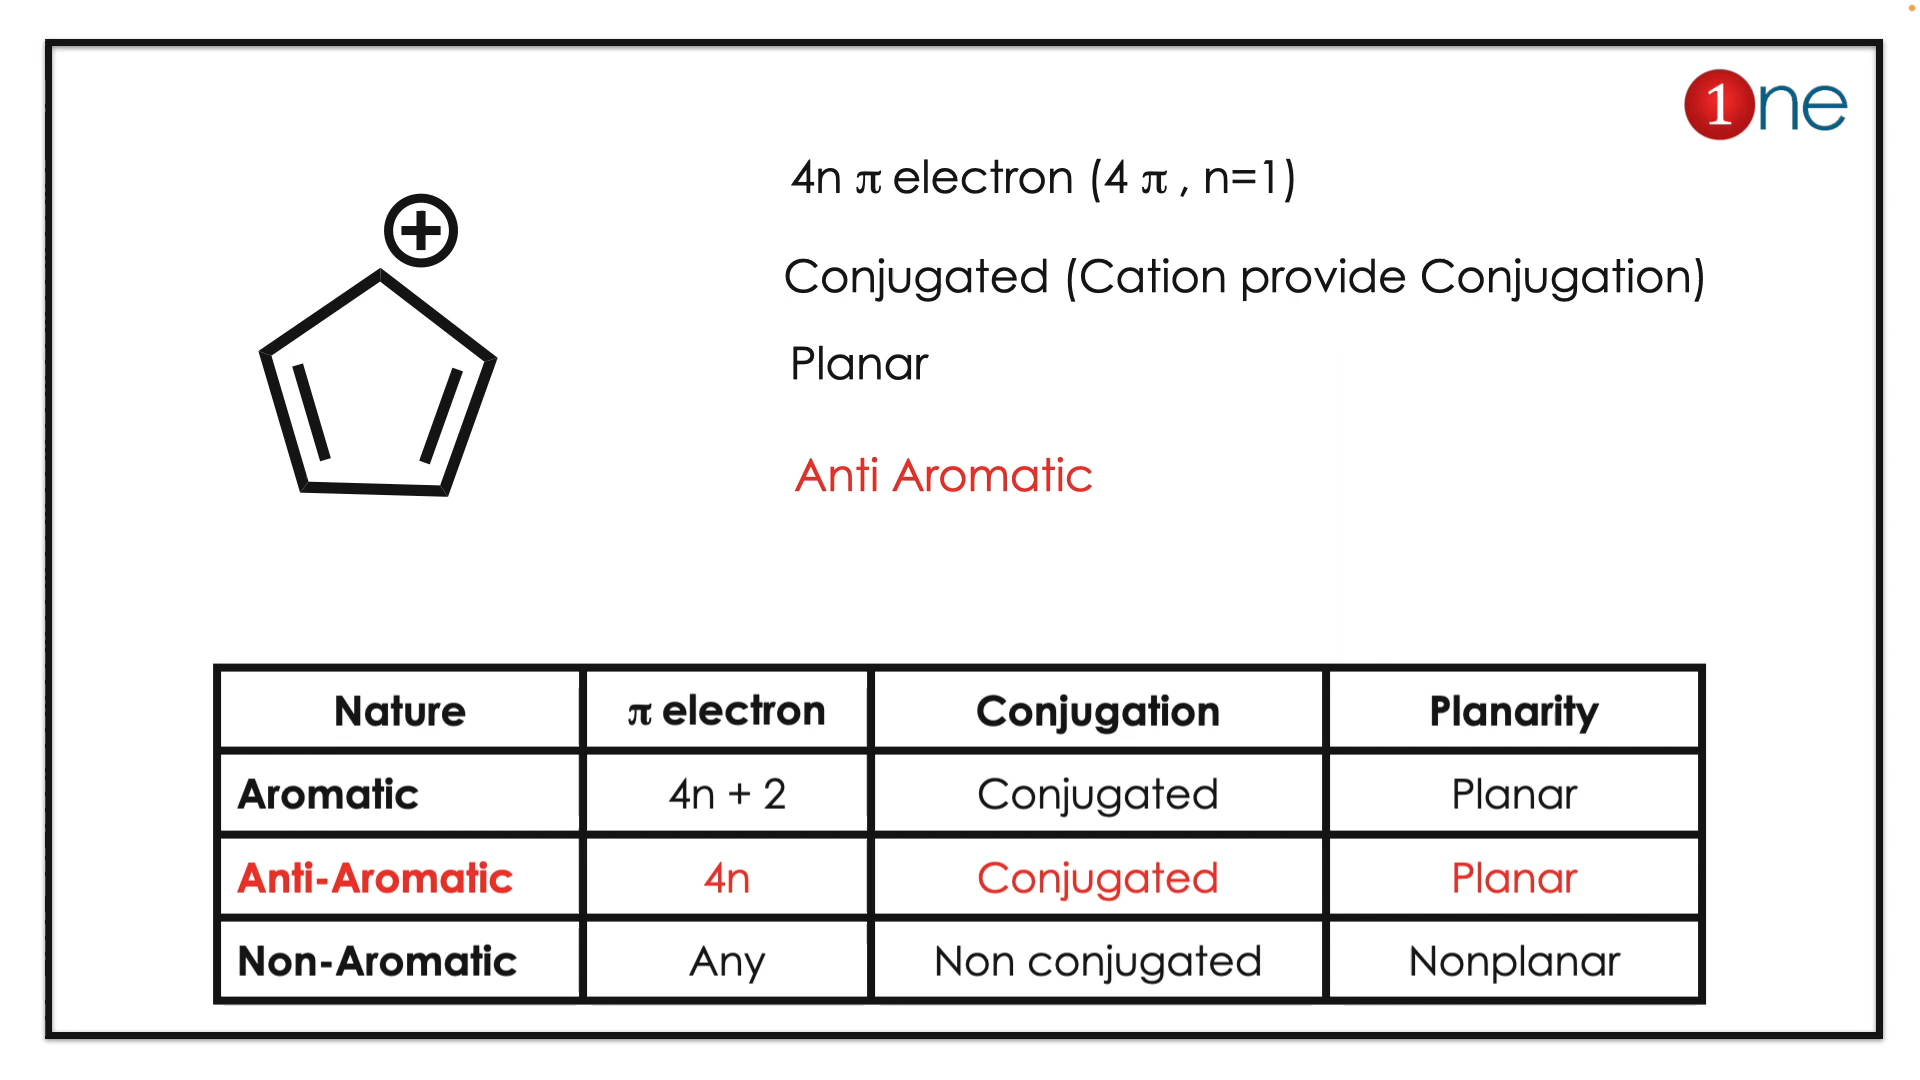 1ne
4n π electron (4 π , n=1)
+
Conjugated (Cation provide Conjugation)
Planar
Anti Aromatic
Nature π electron Conjugation Planarity
Aromatic 4n + 2 Conjugated Planar
Anti-Aromatic 4n Conjugated Planar
Non-Aromatic Any Non conjugated Nonplanar